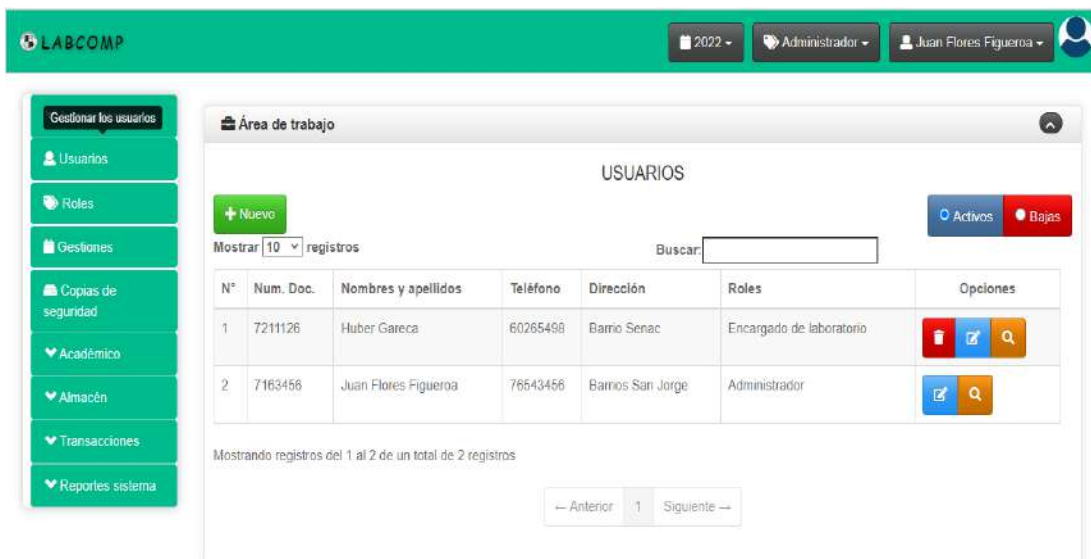 LABCOMP
2022
Administrador
Juan Flores Figueroa
Gestionar los usuarios
Usuarios
Roles
Gestiones
Copias de
seguridad
Académico
Almacén
Transacciones
Reportes sistema
Área de trabajo
USUARIOS
Nuevo
Activos
Bajas
Mostrar 10 registros
Buscar:
N° Num. Doc. Nombres y apellidos Teléfono Dirección Roles Opciones
1 7211126 Huber Gareca 60265498 Barrio Senac Encargado de laboratorio
2 7163456 Juan Flores Figueroa 76543456 Barrios San Jorge Administrador
Mostrando registros del 1 al 2 de un total de 2 registros
← Anterior 1 Siguiente →